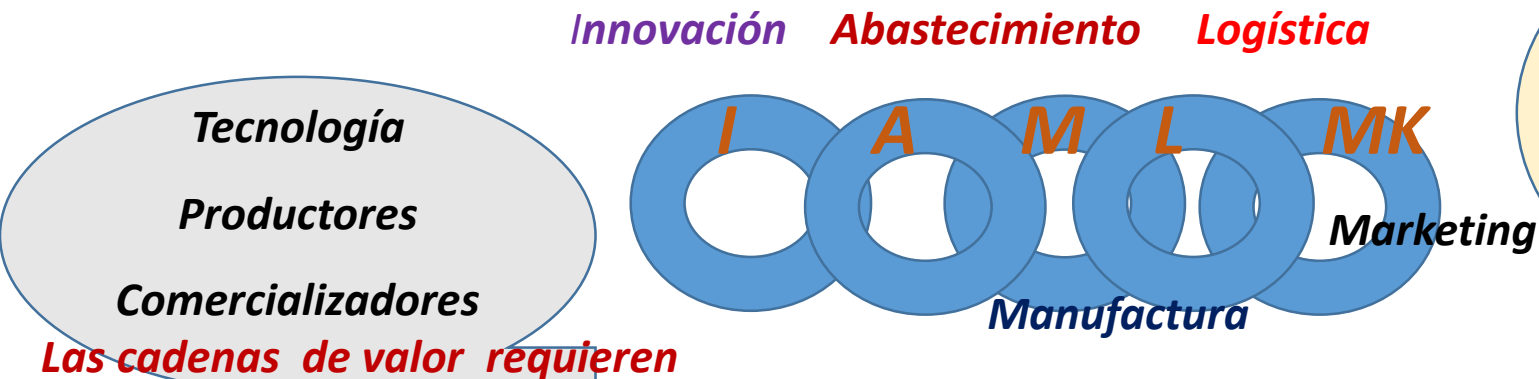 Innovación Abastecimiento Logística
Tecnología
Productores
Comercializadores
Las cadenas de valor requieren
I A M L MK
Marketing
Manufactura